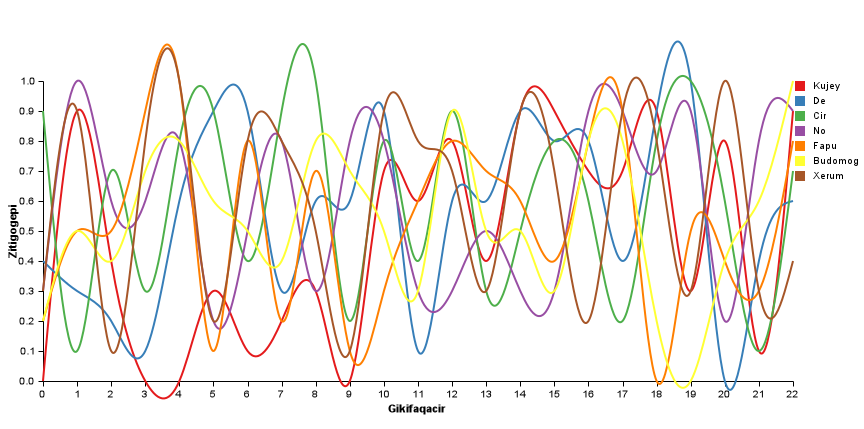 Zitigogepi
1.0
0.9
0.8
0.7
0.6
0.5
0.4
0.3
0.2
0.1
0.0
0 1 2 3 4 5 6 7 8 9 10 11 12 13 14 15 16 17 18 19 20 21 22
Gikifaqacir
Kujey
De
Cir
No
Fapu
Budomog
Xerum